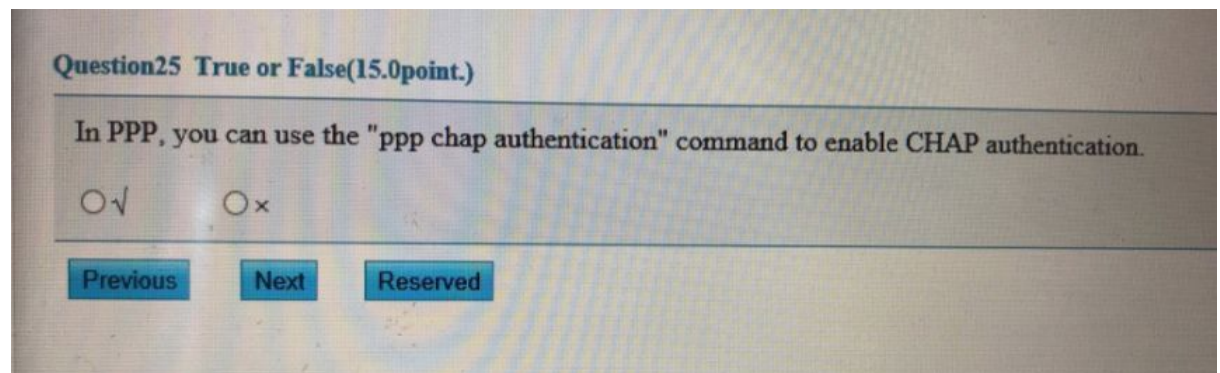 Question25 True or False(15.0point.)
In PPP, you can use the "ppp chap authentication" command to enable CHAP authentication.
√ ×
Previous Next Reserved